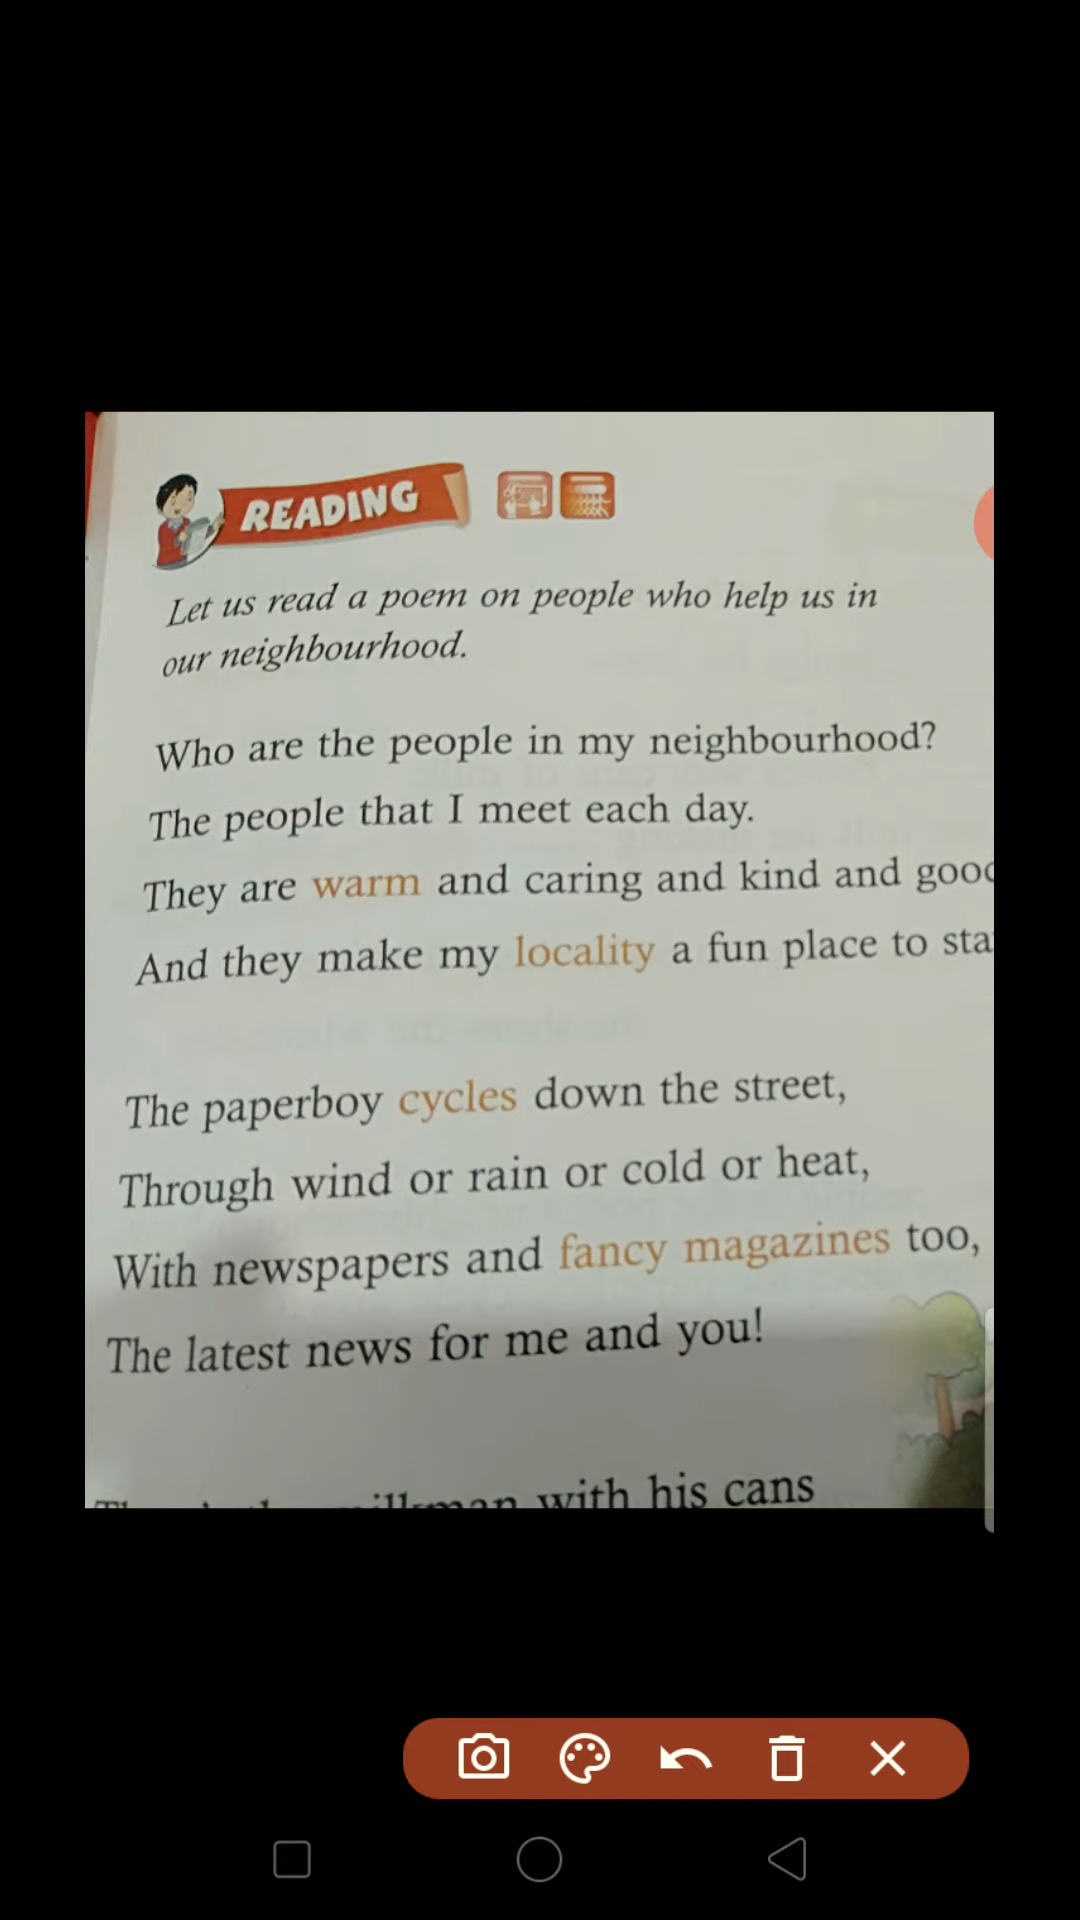 READING
Let us read a poem on people who help us in
our neighbourhood.
Who are the people in my neighbourhood?
The people that I meet each day.
They are warm and caring and kind and good
And they make my locality a fun place to
The paperboy cycles down the street,
Through wind or rain or cold or heat,
With newspapers and fancy magazines too,
The latest news for me and you!
milkman with his cans